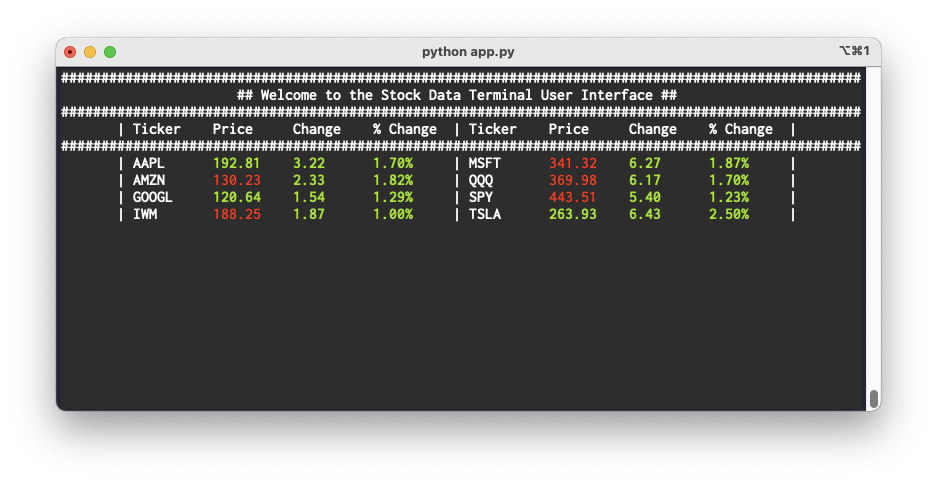 python app.py ⌥⌘1
####################################################################################################
## Welcome to the Stock Data Terminal User Interface ##
####################################################################################################
| Ticker Price Change % Change | Ticker Price Change % Change |
####################################################################################################
| AAPL 192.81 3.22 1.70% | MSFT 341.32 6.27 1.87% |
| AMZN 130.23 2.33 1.82% | QQQ 369.98 6.17 1.70% |
| GOOGL 120.64 1.54 1.29% | SPY 443.51 5.40 1.23% |
| IWM 188.25 1.87 1.00% | TSLA 263.93 6.43 2.50% |